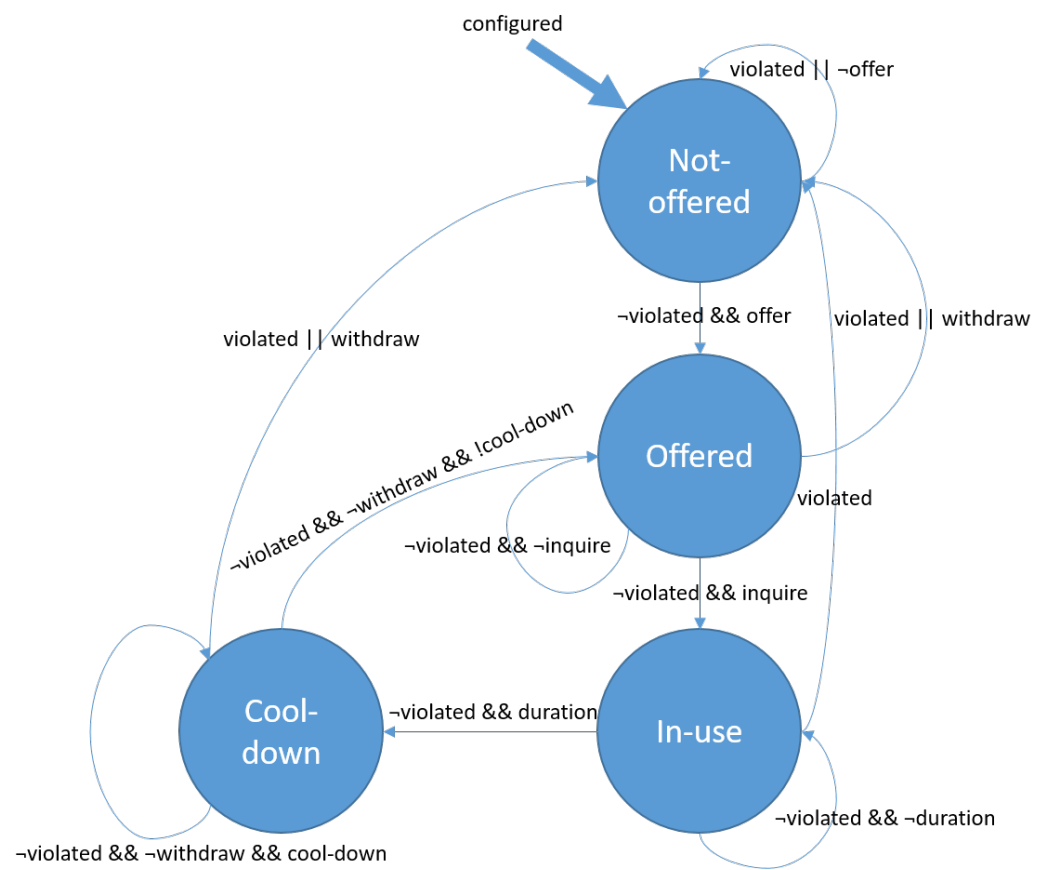 configured
violated || ¬offer
Not-
offered
¬violated && offer
violated || withdraw
violated || withdraw
¬violated && ¬withdraw && !cool-down
Offered
violated
¬violated && ¬inquire
¬violated && inquire
Cool-
down
¬violated && duration
In-use
¬violated && ¬duration
¬violated && ¬withdraw && cool-down